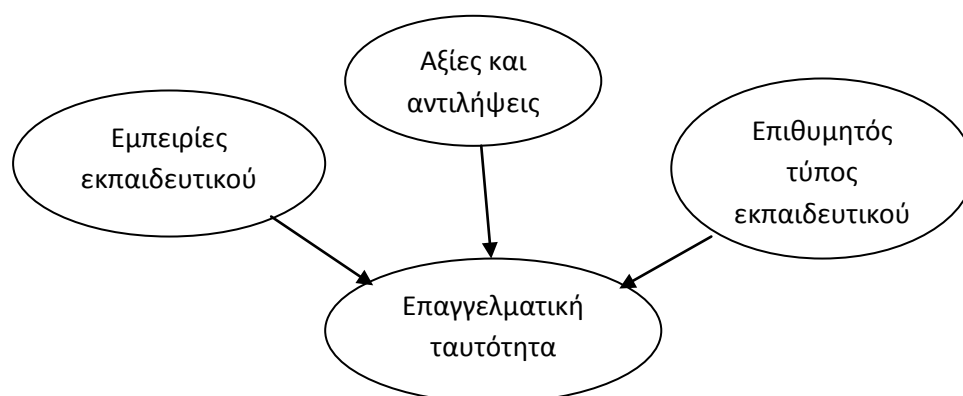 Εμπειρίες
εκπαιδευτικού
Αξίες και
αντιλήψεις
Επιθυμητός
τύπος
εκπαιδευτικού
Επαγγελματική
ταυτότητα